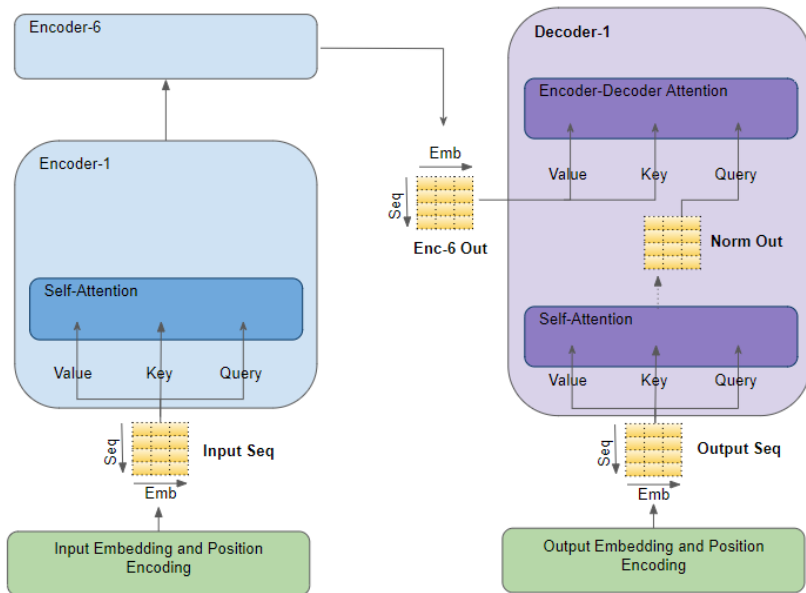 Encoder-6
Encoder-1
Self-Attention
Value Key Query
Seq
Input Seq
Emb
Input Embedding and Position
Encoding
Emb
Seq
Enc-6 Out
Decoder-1
Encoder-Decoder Attention
Value Key Query
Norm Out
Self-Attention
Value Key Query
Seq
Output Seq
Emb
Output Embedding and Position
Encoding